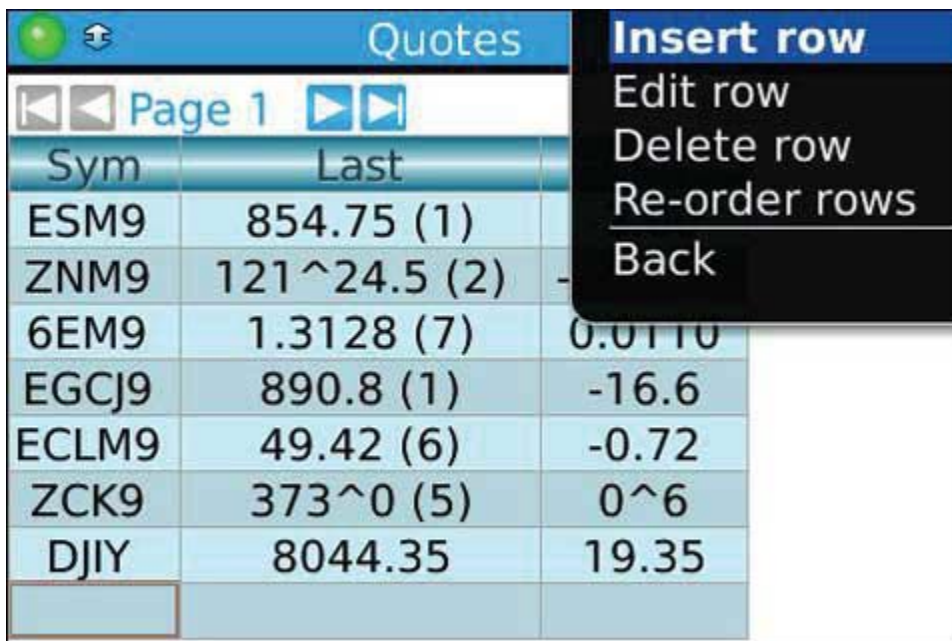 Quotes
Page 1
Sym Last
ESM9 854.75 (1)
ZNM9 121^24.5 (2) -
6EM9 1.3128 (7) 0.0110
EGCJ9 890.8 (1) -16.6
ECLM9 49.42 (6) -0.72
ZCK9 373^0 (5) 0^6
DJIY 8044.35 19.35
Insert row
Edit row
Delete row
Re-order rows
Back